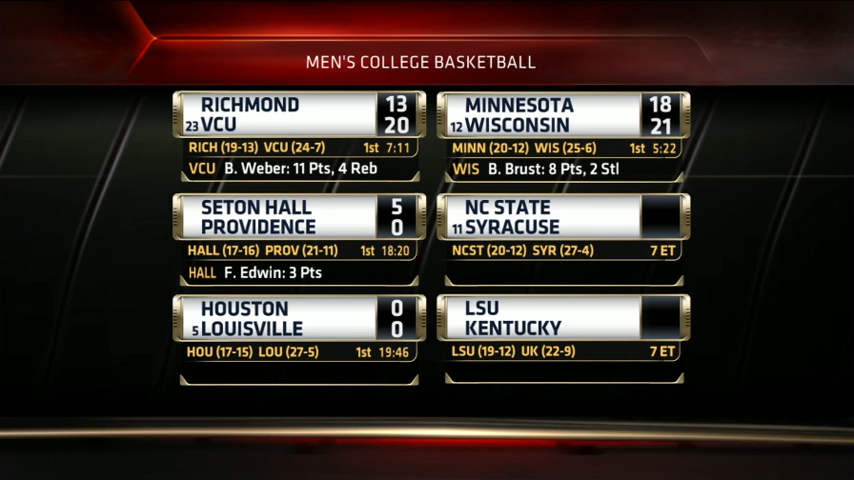 MEN'S COLLEGE BASKETBALL
RICHMOND 13
23 VCU 20
RICH (19-13) VCU (24-7) 1st 7:11
VCU B. Weber: 11 Pts, 4 Reb
MINNESOTA 18
12 WISCONSIN 21
MINN (20-12) WIS (25-6) 1st 5:22
WIS B. Brust: 8 Pts, 2 Stl
SETON HALL 5
PROVIDENCE 0
HALL (17-16) PROV (21-11) 1st 18:20
HALL F. Edwin: 3 Pts
NC STATE
11 SYRACUSE
NCST (20-12) SYR (27-4) 7 ET
HOUSTON 0
5 LOUISVILLE 0
HOU (17-15) LOU (27-5) 1st 19:46
LSU
KENTUCKY
LSU (19-12) UK (22-9) 7 ET